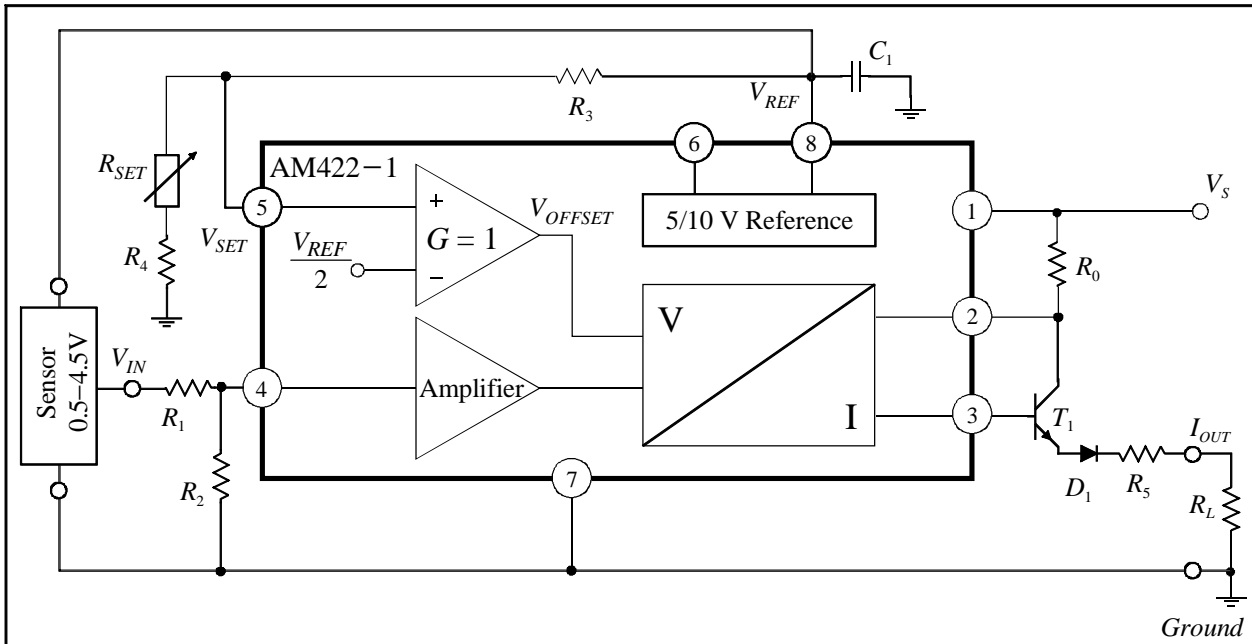 C1
VREF
R3
6
8
RSET
AM422−1
VS
5
+
VOFFSET
5/10 V Reference
1
VSET
G = 1
R4
VREF
2
−
R0
V
2
Sensor
0.5−4.5V
VIN
4
Amplifier
R1
I
3
T1
IOUT
R2
7
D1
R5
RL
Ground